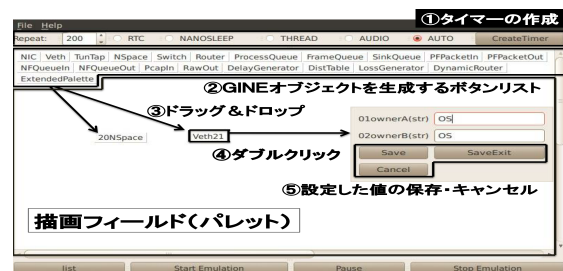 File Help
①タイマーの作成
Repeat: 200 RTC NANOSLEEP THREAD AUDIO AUTO CreateTimer
NIC Veth TunTap NSpace Switch Router ProcessQueue FrameQueue SinkQueue PFPacketIn PFPacketOut
NFQueueIn NFQueueOut PcapIn RawOut DelayGenerator DistTable LossGenerator DynamicRouter
ExtendedPalette
②GINEオブジェクトを生成するボタンリスト
③ドラッグ&ドロップ
01ownerA(str) OS
20NSpace Veth21 02ownerB(str) OS
④ダブルクリック Save SaveExit
Cancel
⑤設定した値の保存・キャンセル
描画フィールド(パレット)
list Start Emulation Pause Stop Emulation